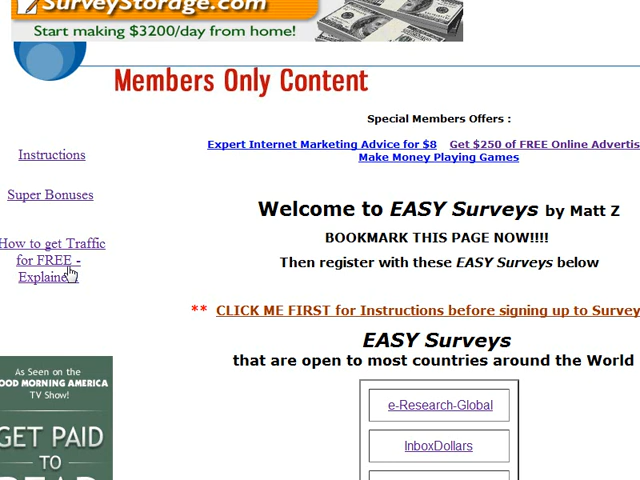 SurveyStorage.com
Start making $3200/day from home!
Members Only Content
Special Members Offers :
Expert Internet Marketing Advice for $8 Get $250 of FREE Online Advertis
Make Money Playing Games
Instructions
Super Bonuses
How to get Traffic
for FREE -
Explained
Welcome to EASY Surveys by Matt Z
BOOKMARK THIS PAGE NOW!!!!
Then register with these EASY Surveys below
** CLICK ME FIRST for Instructions before signing up to Survey
EASY Surveys
that are open to most countries around the World
e-Research-Global
InboxDollars
As Seen on the
OOD MORNING AMERICA
TV Show!
GET PAID
TO
READ